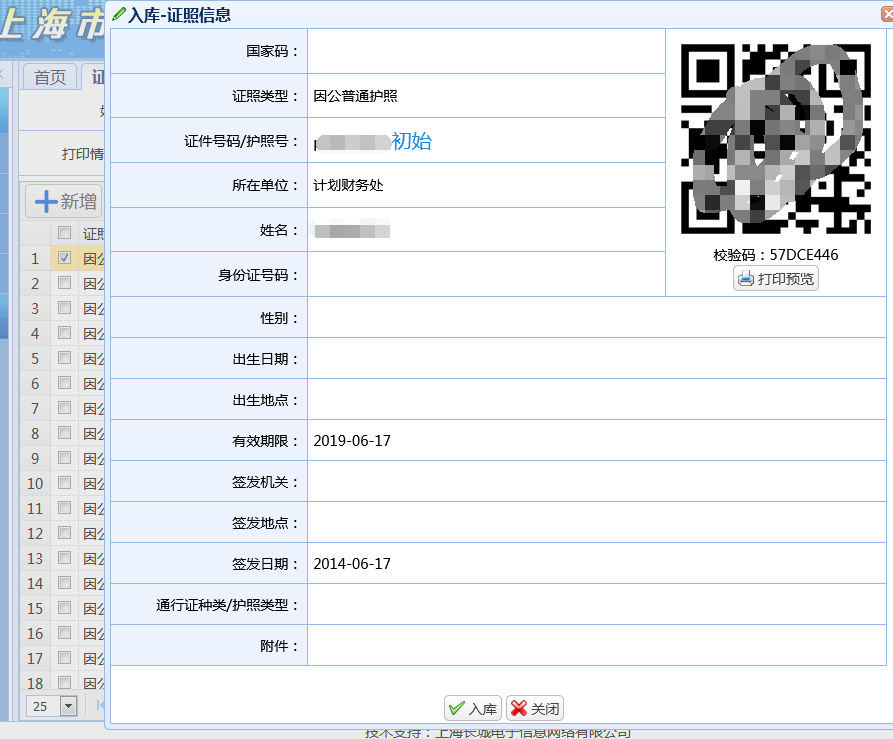 入库-证照信息
上海市
首页 证
打印情
新增
证照
1 因公
2 因公
3 因公
4 因公
5 因公
6 因公
7 因公
8 因公
9 因公
10 因公
11 因公
12 因公
13 因公
14 因公
15 因公
16 因公
17 因公
18 因公
25
国家码：
证照类型： 因公普通护照
证件号码/护照号： 初始
所在单位： 计划财务处
姓名：
身份证号码：
校验码：57DCE446
打印预览
性别：
出生日期：
出生地点：
有效期限： 2019-06-17
签发机关：
签发地点：
签发日期： 2014-06-17
通行证种类/护照类型：
附件：
入库 关闭
技术支持：上海长城电子信息网络有限公司